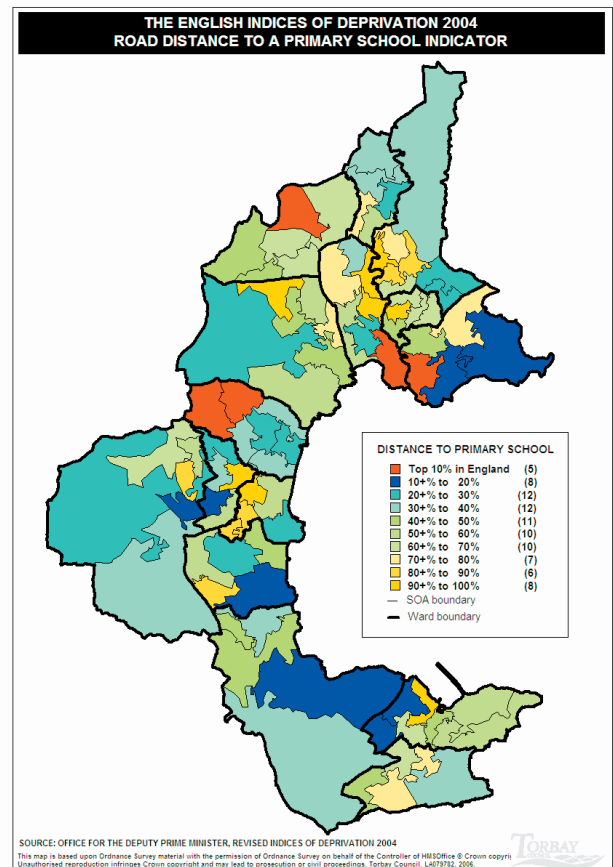 THE ENGLISH INDICES OF DEPRIVATION 2004
ROAD DISTANCE TO A PRIMARY SCHOOL INDICATOR
DISTANCE TO PRIMARY SCHOOL
Top 10% in England (5)
10+% to 20% (8)
20+% to 30% (12)
30+% to 40% (12)
40+% to 50% (11)
50+% to 60% (10)
60+% to 70% (10)
70+% to 80% (7)
80+% to 90% (6)
90+% to 100% (8)
SOA boundary
Ward boundary
SOURCE: OFFICE FOR THE DEPUTY PRIME MINISTER, REVISED INDICES OF DEPRIVATION 2004
This map is based upon Ordnance Survey material with the permission of Ordnance Survey on behalf of the Controller of HMSOffice © Crown copyri
Unauthorised reproduction infringes Crown copyright and may lead to prosecution or civil proceedings. Torbay Council. LA079782. 2006.
TORBAY